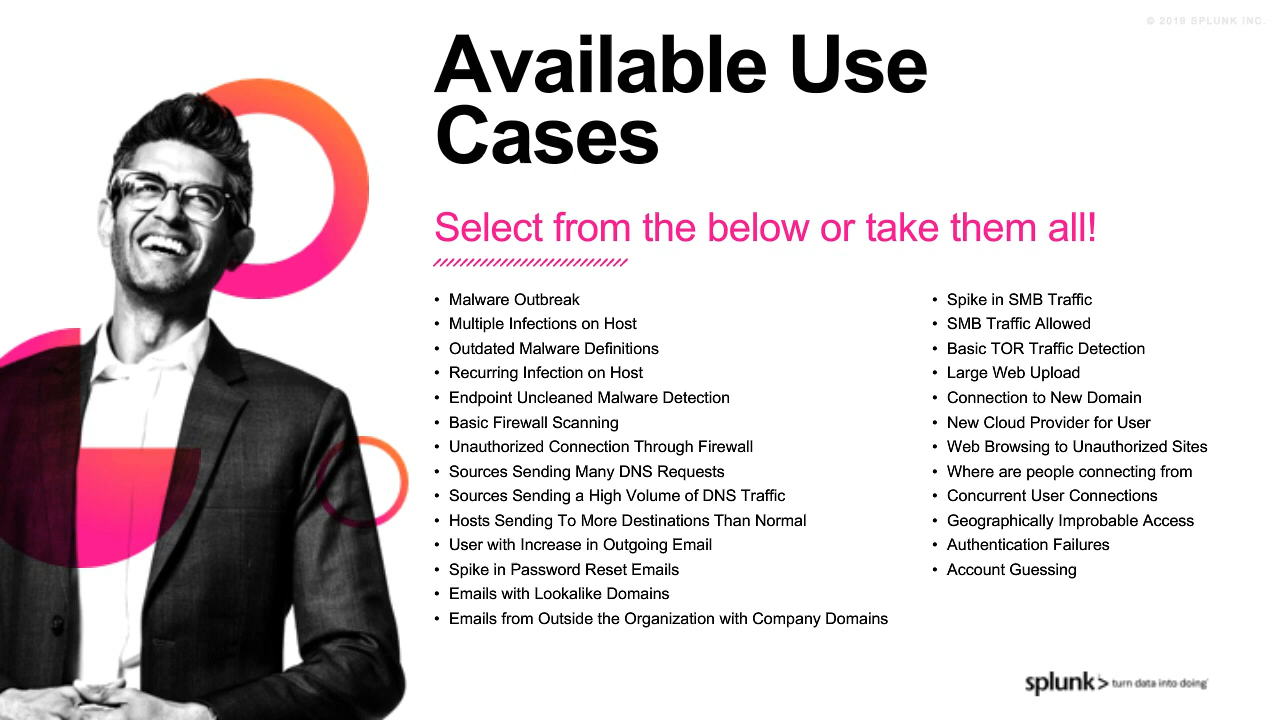 © 2019 SPLUNK INC.
Available Use
Cases
Select from the below or take them all!
• Malware Outbreak
• Multiple Infections on Host
• Outdated Malware Definitions
• Recurring Infection on Host
• Endpoint Uncleaned Malware Detection
• Basic Firewall Scanning
• Unauthorized Connection Through Firewall
• Sources Sending Many DNS Requests
• Sources Sending a High Volume of DNS Traffic
• Hosts Sending To More Destinations Than Normal
• User with Increase in Outgoing Email
• Spike in Password Reset Emails
• Emails with Lookalike Domains
• Emails from Outside the Organization with Company Domains
• Spike in SMB Traffic
• SMB Traffic Allowed
• Basic TOR Traffic Detection
• Large Web Upload
• Connection to New Domain
• New Cloud Provider for User
• Web Browsing to Unauthorized Sites
• Where are people connecting from
• Concurrent User Connections
• Geographically Improbable Access
• Authentication Failures
• Account Guessing
splunk> turn data into doing